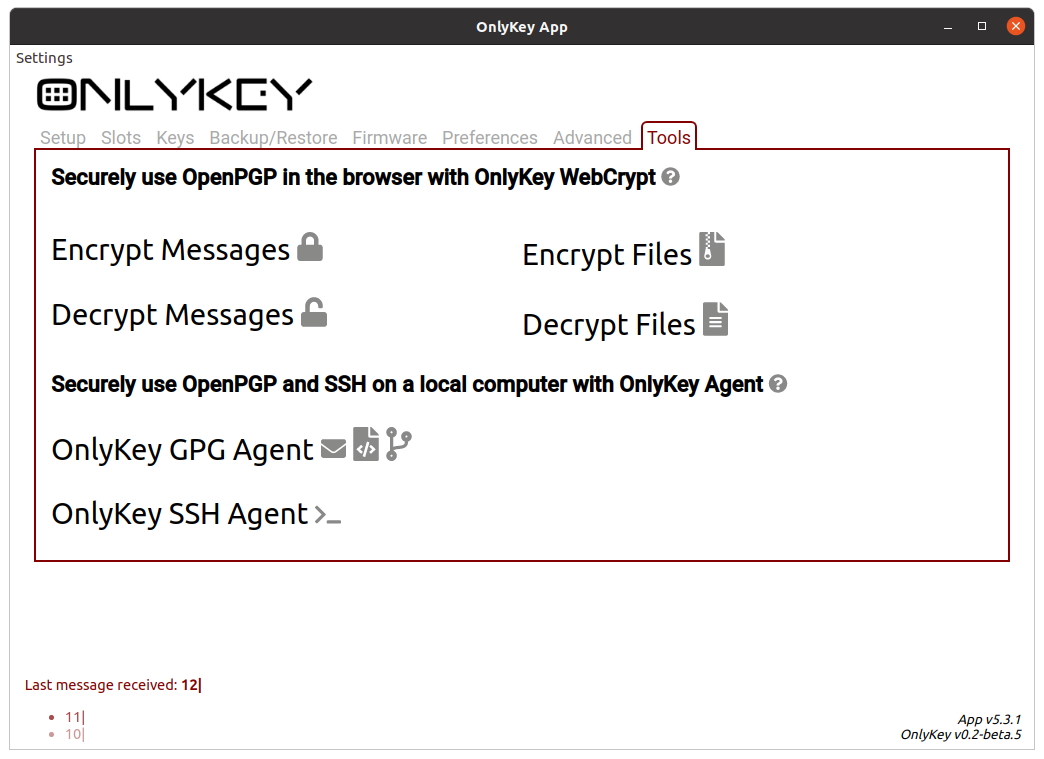 OnlyKey App
Settings
ONLYKEY
Setup Slots Keys Backup/Restore Firmware Preferences Advanced Tools
Securely use OpenPGP in the browser with OnlyKey WebCrypt
Encrypt Messages Encrypt Files
Decrypt Messages Decrypt Files
Securely use OpenPGP and SSH on a local computer with OnlyKey Agent
OnlyKey GPG Agent
OnlyKey SSH Agent
Last message received: 12|
11|
10|
App v5.3.1
OnlyKey v0.2-beta.5